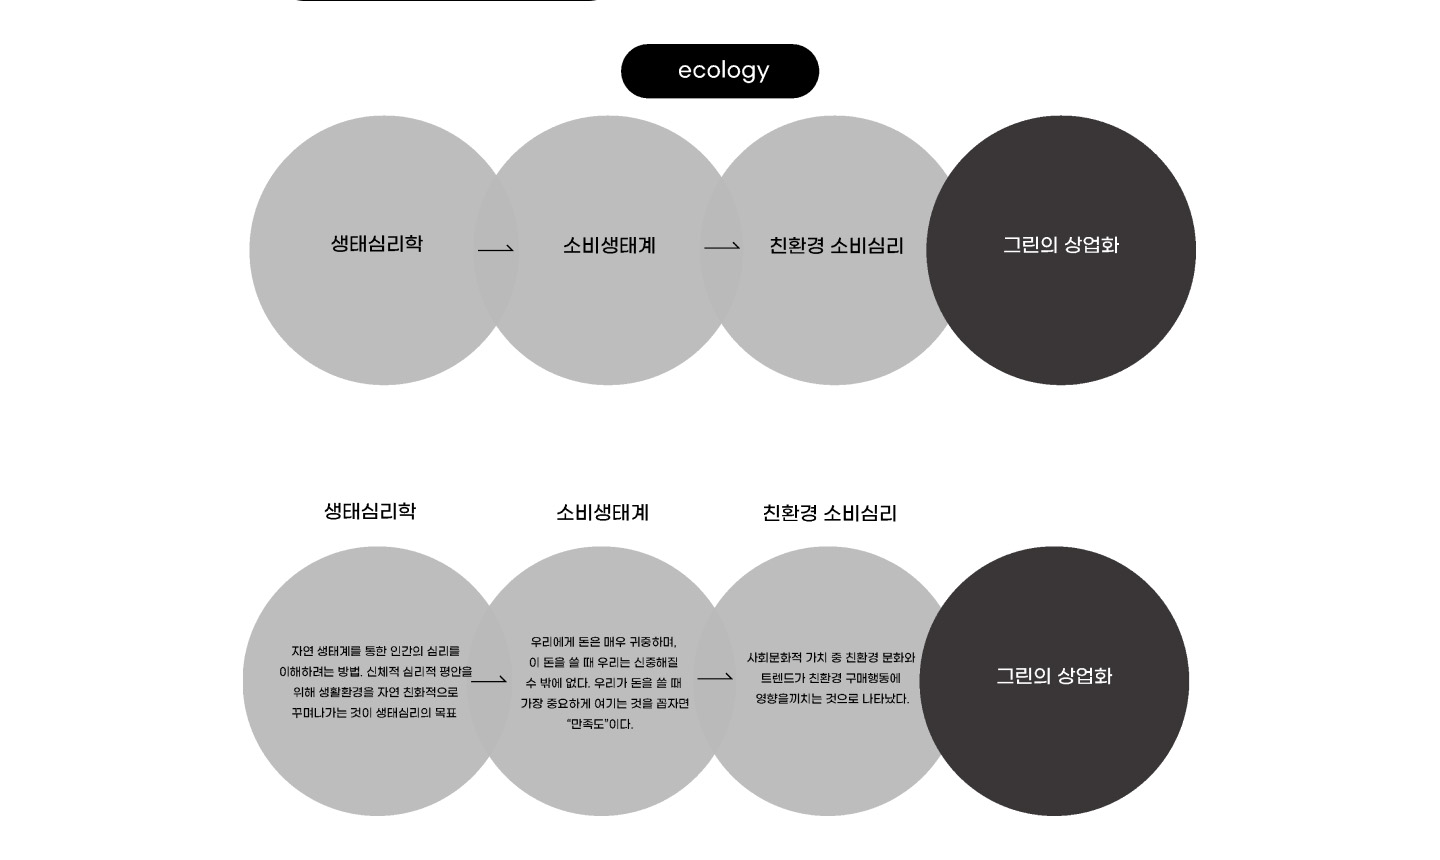 ecology
생태심리학
소비생태계
친환경 소비심리
그린의 상업화
생태심리학
소비생태계
친환경 소비심리
자연 생태계를 통한 인간의 심리를
이해하려는 방법. 신체적 심리적 평안을
위해 생활환경을 자연 친화적으로
꾸며나가는 것이 생태심리의 목표
우리에게 돈은 매우 귀중하며,
이 돈을 쓸 때 우리는 신중해질
수 밖에 없다. 우리가 돈을 쓸 때
가장 중요하게 여기는 것을 꼽자면
“만족도”이다.
사회문화적 가치 중 친환경 문화와
트렌드가 친환경 구매행동에
영향을끼치는 것으로 나타났다.
그린의 상업화